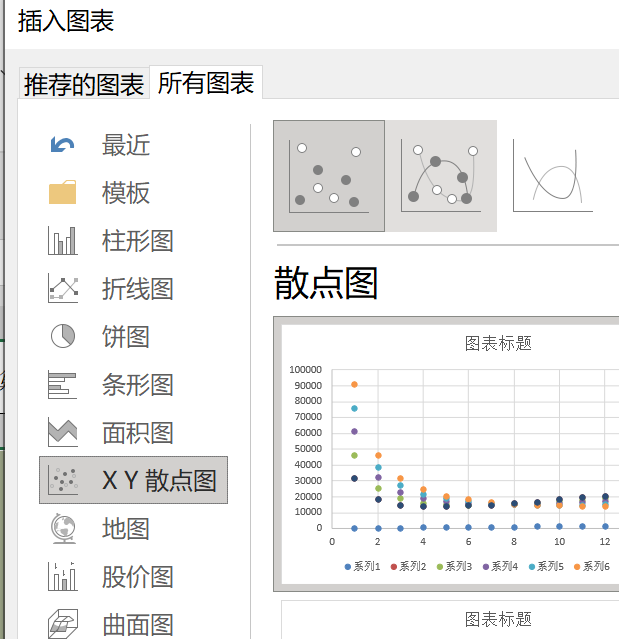 插入图表
推荐的图表 所有图表
最近
模板
柱形图
折线图
饼图
条形图
面积图
X Y 散点图
地图
股价图
曲面图
散点图
图表标题
100000
90000
80000
70000
60000
50000
40000
30000
20000
10000
0
0 2 4 6 8 10 12
系列1 系列2 系列3 系列4 系列5 系列6
图表标题